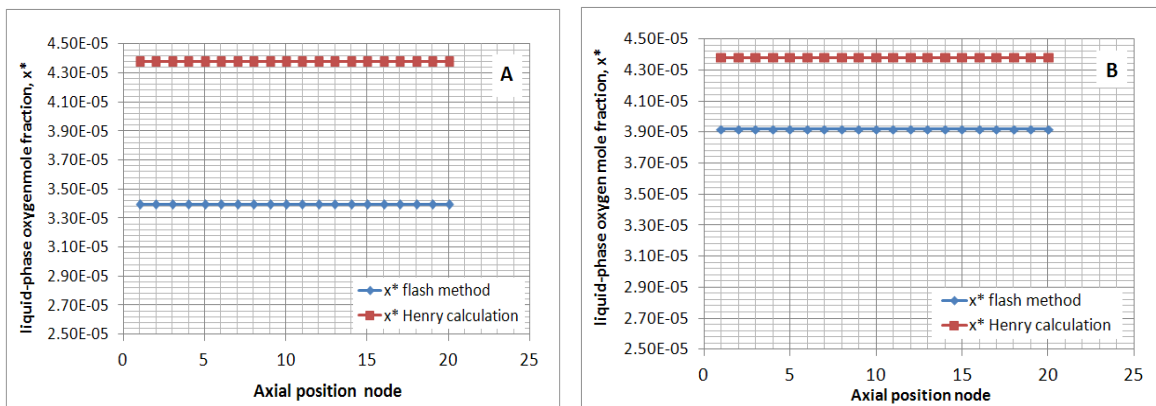 4.50E-05
4.30E-05
4.10E-05
3.90E-05
3.70E-05
3.50E-05
3.30E-05
3.10E-05
2.90E-05
2.70E-05
2.50E-05
liquid-phase oxygenmole fraction, x*
A
x* flash method
x* Henry calculation
0 5 10 15 20 25
Axial position node
4.50E-05
4.30E-05
4.10E-05
3.90E-05
3.70E-05
3.50E-05
3.30E-05
3.10E-05
2.90E-05
2.70E-05
2.50E-05
liquid-phase oxygen mole fraction, x*
B
x* flash method
x* Henry calculation
0 5 10 15 20 25
Axial position node